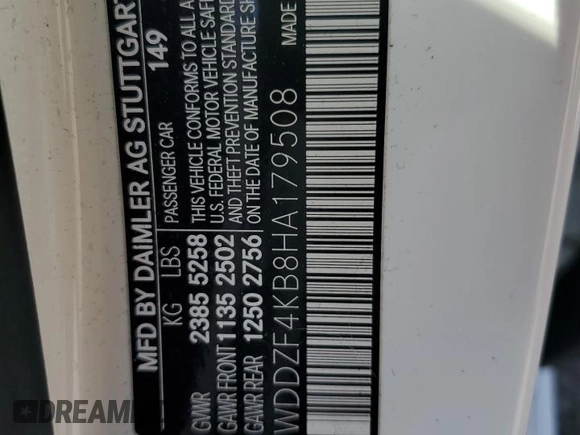 MFD BY DAIMLER AG STUTTGAR
149
KG LBS PASSENGER CAR
GVWR 2385 5258 THIS VEHICLE CONFORMS TO ALL A
GAWR FRONT 1135 2502 U.S. FEDERAL MOTOR VEHICLE SAF
GAWR REAR 1250 2756 AND THEFT PREVENTION STANDARD
ON THE DATE OF MANUFACTURE SH
WDDZF4KB8HA179508 MADE
DREAM